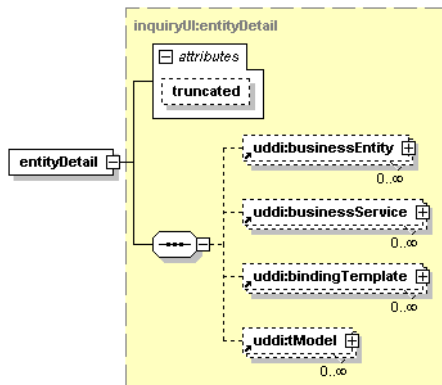 inquiryUI:entityDetail
attributes
truncated
entityDetail
uddi:businessEntity
0..∞
uddi:businessService
0..∞
uddi:bindingTemplate
0..∞
uddi:tModel
0..∞